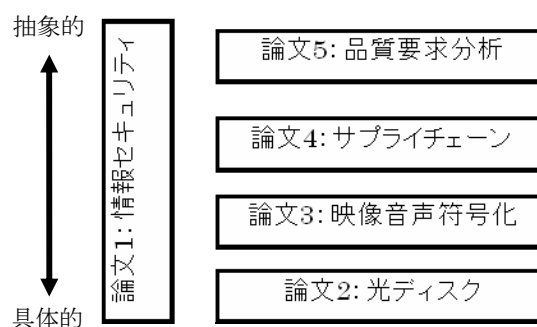 抽象的
論文1:情報セキュリティ
論文5:品質要求分析
論文4:サプライチェーン
論文3:映像音声符号化
論文2:光ディスク
具体的